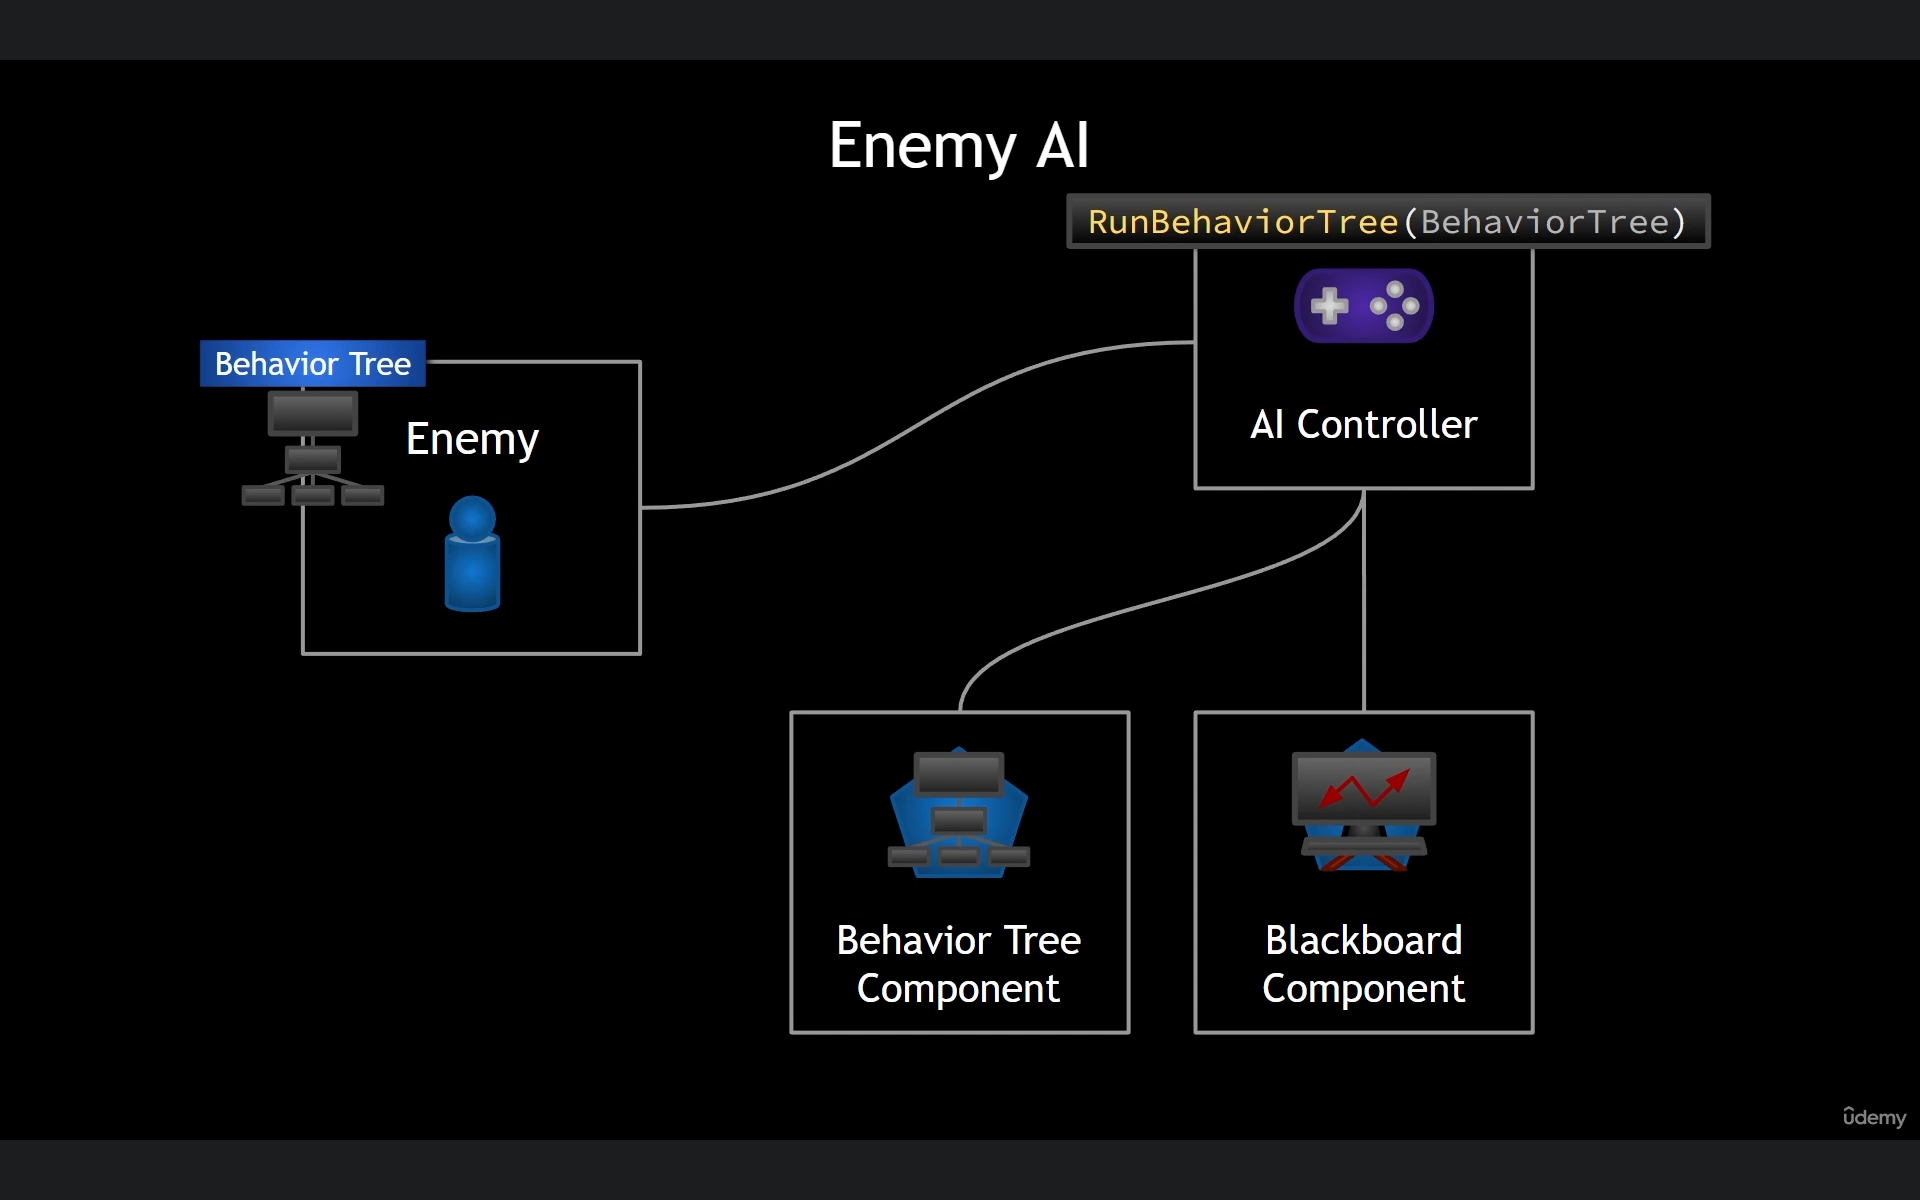 Enemy AI
RunBehaviorTree(BehaviorTree)
Behavior Tree
Enemy
AI Controller
Behavior Tree
Component
Blackboard
Component
ûdemy